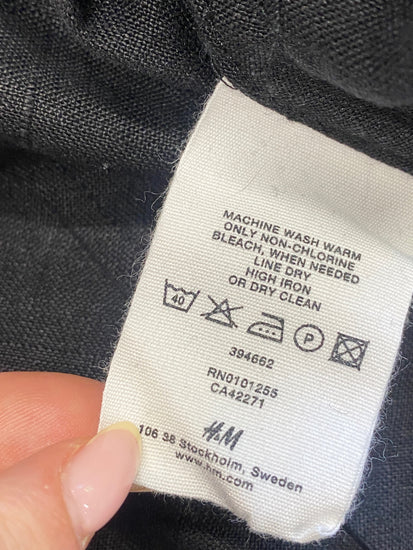 MACHINE WASH WARM
ONLY NON-CHLORINE
BLEACH, WHEN NEEDED
LINE DRY
HIGH IRON
OR DRY CLEAN
40 P
394662
RN0101255
CA42271
H&M
106 38 Stockholm, Sweden
www.hm.com